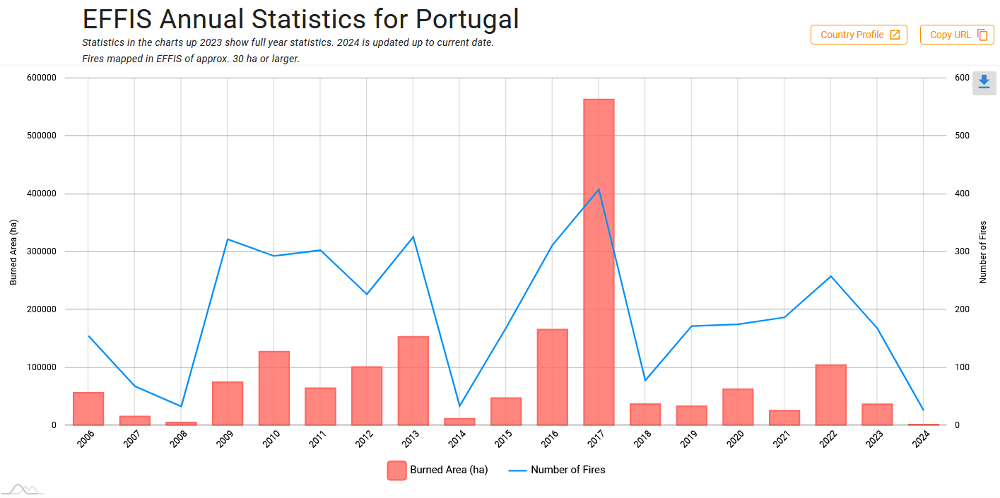 EFFIS Annual Statistics for Portugal
Statistics in the charts up 2023 show full year statistics. 2024 is updated up to current date.
Fires mapped in EFFIS of approx. 30 ha or larger.
Country Profile
Copy URL
600000
500000
400000
300000
200000
100000
0
Burned Area (ha)
600
500
400
300
200
100
0
Number of Fires
2006 2007 2008 2009 2010 2011 2012 2013 2014 2015 2016 2017 2018 2019 2020 2021 2022 2023 2024
Burned Area (ha) Number of Fires